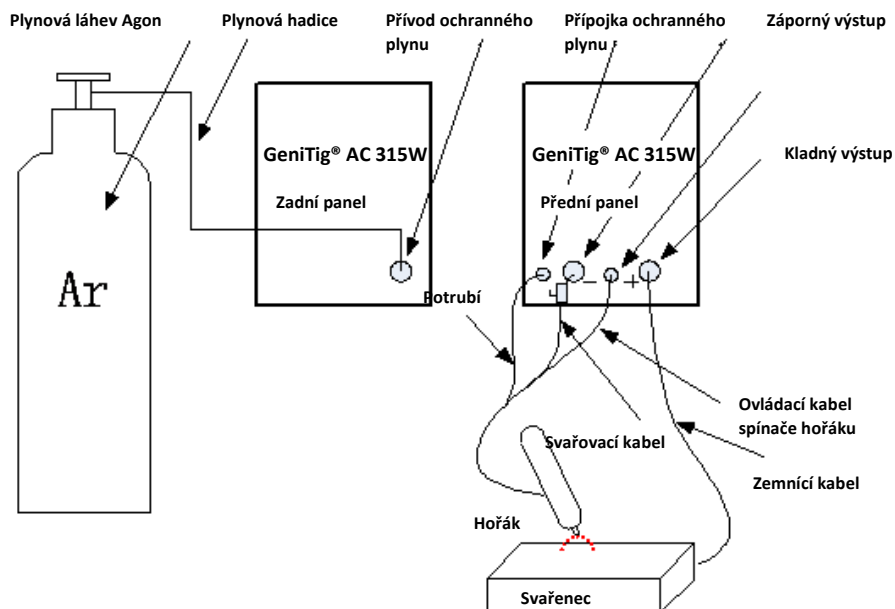 Plynová láhev Agon
Plynová hadice
Přívod ochranného
plynu
Přípojka ochranného
plynu
Záporný výstup
GeniTig® AC 315W
Zadní panel
GeniTig® AC 315W
Přední panel
Kladný výstup
Ar
- +
Potrubí
Ovládací kabel
spínače hořáku
Svařovací kabel
Zemnící kabel
Hořák
Svařenec